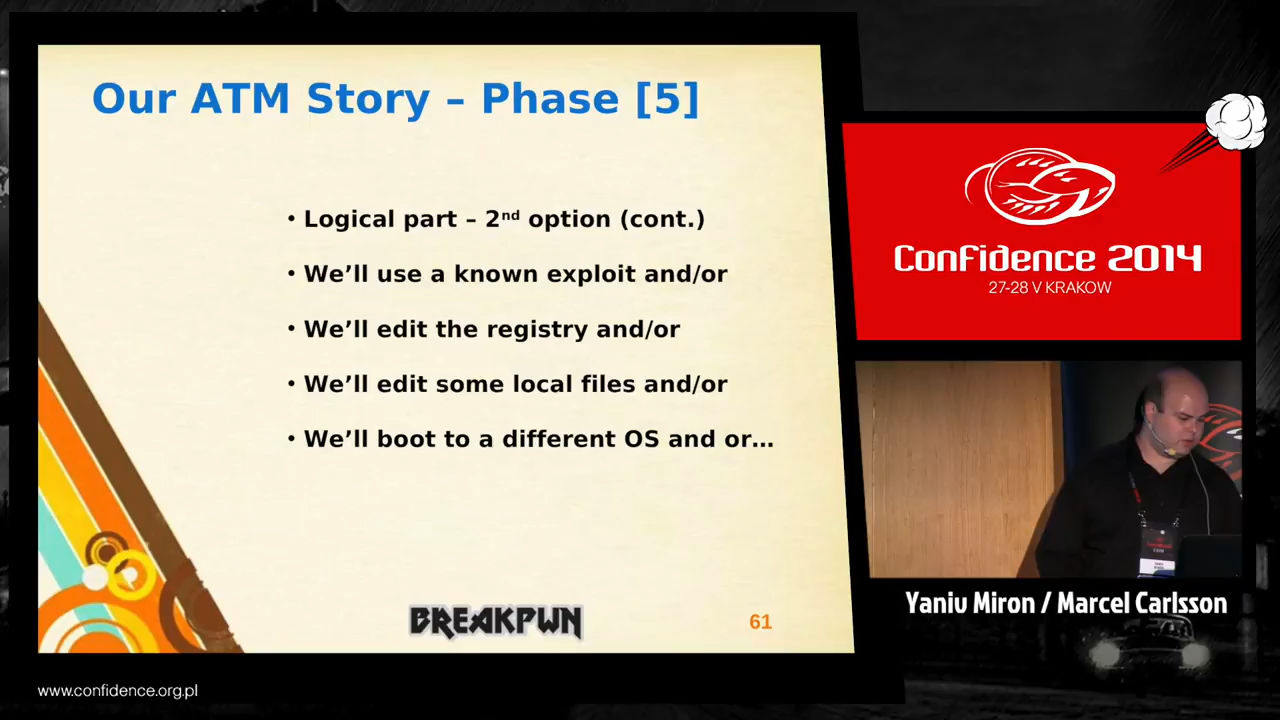 Our ATM Story – Phase [5]
• Logical part – 2nd option (cont.)
• We’ll use a known exploit and/or
• We’ll edit the registry and/or
• We’ll edit some local files and/or
• We’ll boot to a different OS and or…
BREAKPWN
61
Confidence 2014
27-28 V KRAKOW
Yaniv Miron / Marcel Carlsson
www.confidence.org.pl